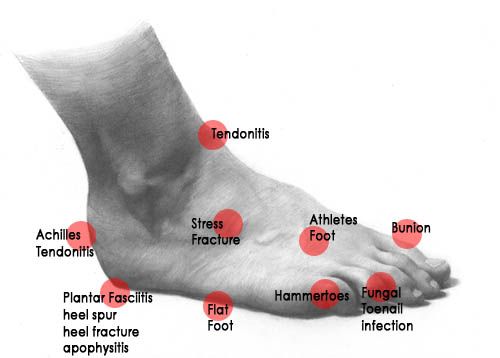 Tendonitis
Athletes
Foot
Bunion
Stress
Fracture
Achilles
Tendonitis
Plantar Fasciitis
heel spur
heel fracture
apophysitis
Flat
Foot
Hammertoes
Fungal
Toenail
infection